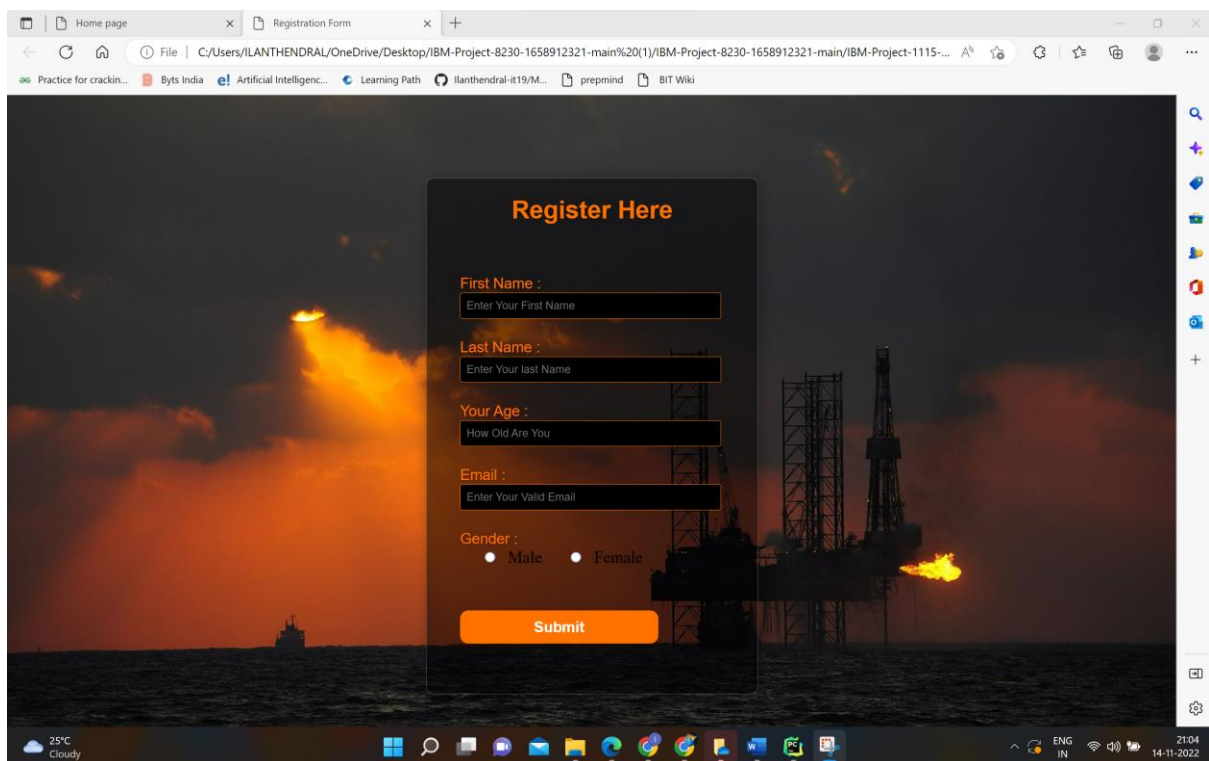 Home page
Registration Form
File C:/Users/ILANTHENDRAL/OneDrive/Desktop/IBM-Project-8230-1658912321-main%20(1)/IBM-Project-8230-1658912321-main/IBM-Project-1115-...
Practice for crackin... Byts India Artificial Intelligenc... Learning Path Ilanthendral-it19/M... prepmind BIT Wiki
Register Here
First Name :
Enter Your First Name
Last Name :
Enter Your last Name
Your Age :
How Old Are You
Email :
Enter Your Valid Email
Gender :
Male Female
Submit
25°C
Cloudy
ENG
IN
21:04
14-11-2022